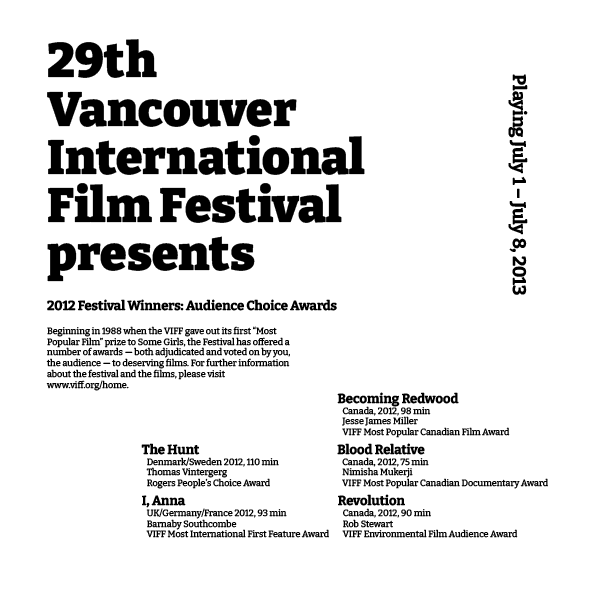 29th
Vancouver
International
Film Festival
presents
Playing July 1 – July 8, 2013
2012 Festival Winners: Audience Choice Awards
Beginning in 1988 when the VIFF gave out its first "Most
Popular Film" prize to Some Girls, the Festival has offered a
number of awards — both adjudicated and voted on by you,
the audience — to deserving films. For further information
about the festival and the films, please visit
www.viff.org/home.
The Hunt
Denmark/Sweden 2012, 110 min
Thomas Vintergerg
Rogers People's Choice Award
I, Anna
UK/Germany/France 2012, 93 min
Barnaby Southcombe
VIFF Most International First Feature Award
Becoming Redwood
Canada, 2012, 98 min
Jesse James Miller
VIFF Most Popular Canadian Film Award
Blood Relative
Canada, 2012, 75 min
Nimisha Mukerji
VIFF Most Popular Canadian Documentary Award
Revolution
Canada, 2012, 90 min
Rob Stewart
VIFF Environmental Film Audience Award